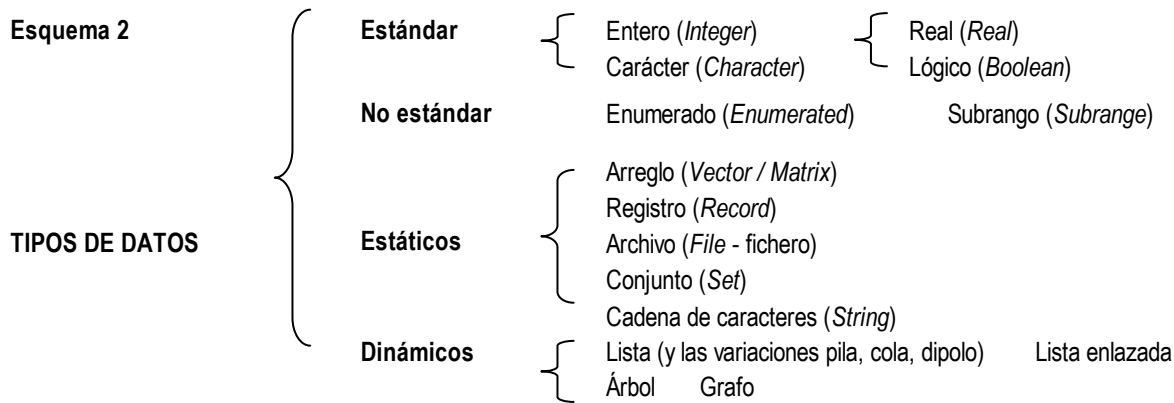 Esquema 2 Estándar Entero (Integer) Real (Real)
Carácter (Character) Lógico (Boolean)
No estándar Enumerado (Enumerated) Subrango (Subrange)
Arreglo (Vector / Matrix)
Registro (Record)
TIPOS DE DATOS Estáticos Archivo (File - fichero)
Conjunto (Set)
Cadena de caracteres (String)
Dinámicos Lista (y las variaciones pila, cola, dipolo) Lista enlazada
Árbol Grafo